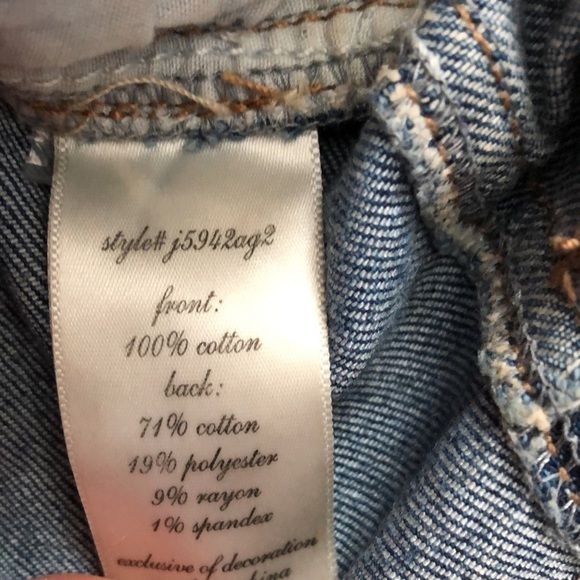 style# j5942ag2
front:
100% cotton
back:
71% cotton
19% polyester
9% rayon
1% spandex
exclusive of decoration